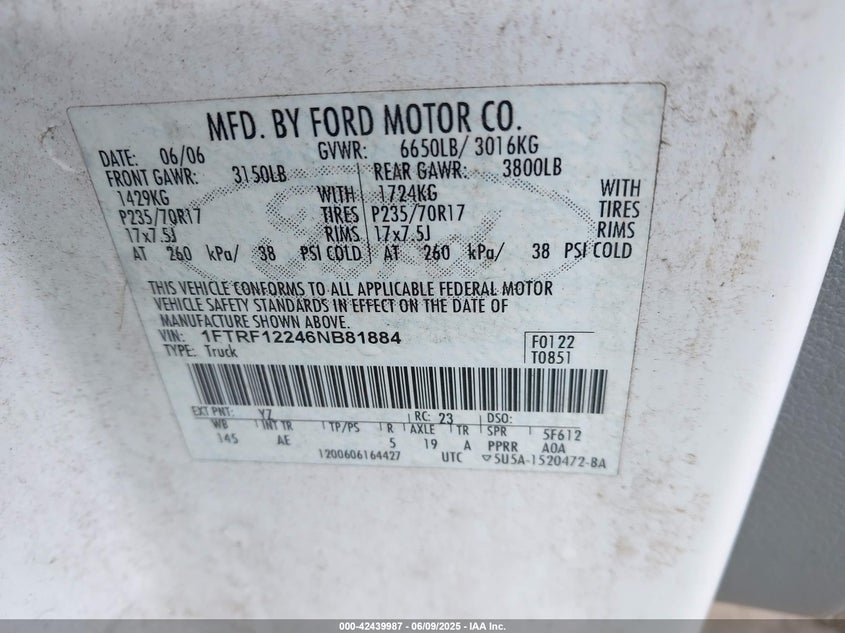 MFD. BY FORD MOTOR CO.
DATE: 06/06 GVWR: 6650LB/ 3016KG
FRONT GAWR: 3150LB REAR GAWR: 3800LB
1429KG WITH 1724KG WITH
P235/70R17 TIRES P235/70R17 TIRES
17x7.5J RIMS 17x7.5J RIMS
AT 260 kPa/ 38 PSI COLD AT 260 kPa/ 38 PSI COLD
THIS VEHICLE CONFORMS TO ALL APPLICABLE FEDERAL MOTOR
VEHICLE SAFETY STANDARDS IN EFFECT ON THE DATE OF
MANUFACTURE SHOWN ABOVE.
VIN: 1FTRF12246NB81884 F0122
TYPE: Truck T0851
EXT PNT: YZ RC: 23 DSO:
WB INT TR TP/PS R AXLE TR SPR 5F612
145 AE 5 19 A PPRR A0A
1200606164427 UTC ▽5U5A-1520472-BA
000-42439987 - 06/09/2025 - IAA Inc.